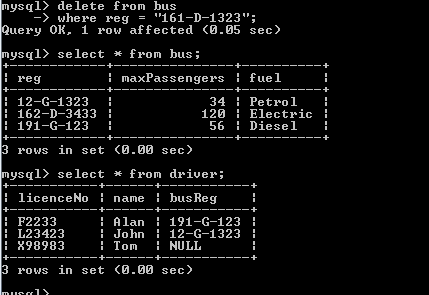 mysql> delete from bus
    -> where reg = "161-D-1323";
Query OK, 1 row affected (0.05 sec)
mysql> select * from bus;
+------------+---------------+----------+
| reg        | maxPassengers | fuel     |
+------------+---------------+----------+
| 12-G-1323  |            34 | Petrol   |
| 162-D-3433 |           120 | Electric |
| 191-G-123  |            56 | Diesel   |
+------------+---------------+----------+
3 rows in set (0.00 sec)
mysql> select * from driver;
+-----------+------+-----------+
| licenceNo | name | busReg    |
+-----------+------+-----------+
| F2233     | Alan | 191-G-123 |
| L23423    | John | 12-G-1323 |
| X98983    | Tom  | NULL      |
+-----------+------+-----------+
3 rows in set (0.00 sec)
mysql>